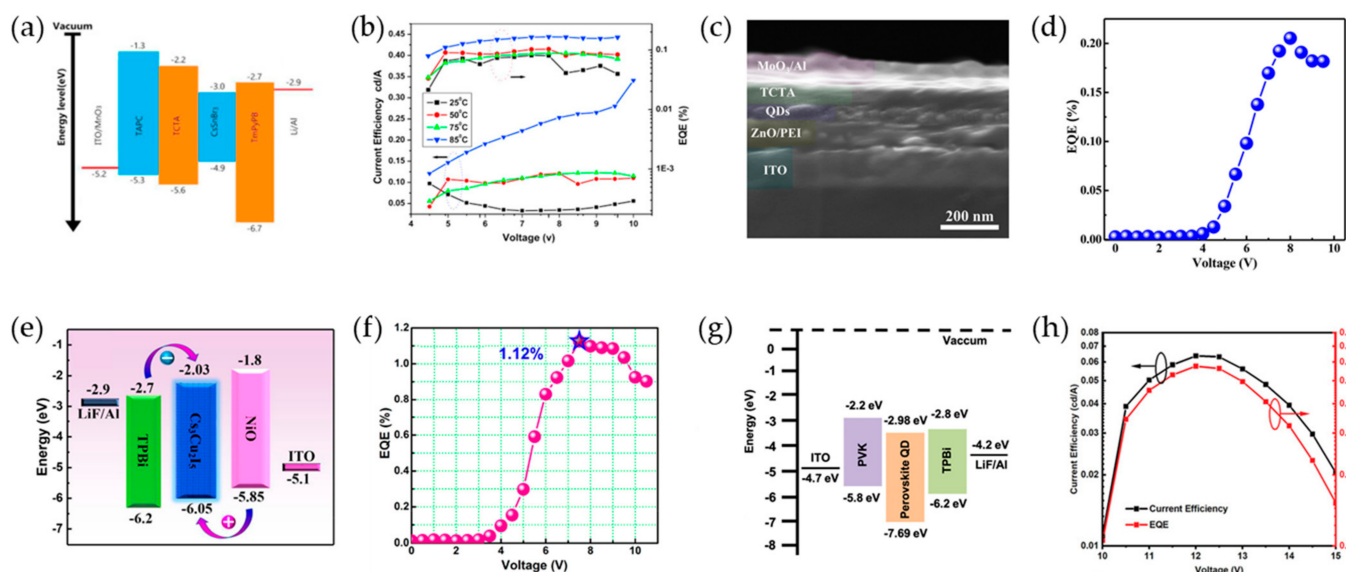 (a)
Vacuum
Energy level(eV)
ITO/MnO3
-5.2
-1.3
TAPC
-5.3
-2.2
TCTA
-5.6
-3.0
CsSnBr3
-4.9
-2.7
TmPyPB
-6.7
-2.9
Li/Al
(b)
Current Efficiency cd/A
0.45
0.40
0.35
0.30
0.25
0.20
0.15
0.10
0.05
25°C
50°C
75°C
85°C
0.1
0.01
1E-3
EQE (%)
4 5 6 7 8 9 10
Voltage (v)
(c)
MoOx/Al
TCTA
QDs
ZnO/PEI
ITO
200 nm
(d)
EQE (%)
0.20
0.15
0.10
0.05
0.00
0 2 4 6 8 10
Voltage (V)
(e)
Energy (eV)
-1
-2
-3
-4
-5
-6
-7
-2.9
LiF/Al
-2.7
TPBi
-6.2
-2.03
Cs3Cu2I5
-6.05
-1.8
NiO
-5.85
ITO
-5.1
(f)
EQE (%)
1.2
1.0
0.8
0.6
0.4
0.2
0.0
1.12%
0 2 4 6 8 10
Voltage (V)
(g)
Vaccum
Energy (eV)
0
-1
-2
-3
-4
-5
-6
-7
-8
ITO
-4.7 eV
-2.2 eV
PVK
-5.8 eV
-2.98 eV
Perovskite QD
-7.69 eV
-2.8 eV
TPBi
-6.2 eV
-4.2 eV
LiF/Al
(h)
Current Efficiency (cd/A)
0.08
0.07
0.06
0.05
0.04
0.03
0.02
0.01
Current Efficiency
EQE
10 11 12 13 14 15
Voltage (V)